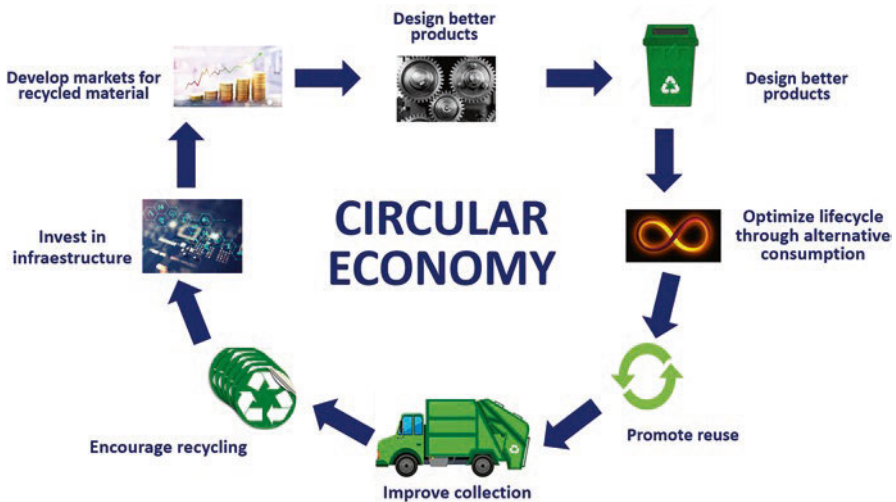 Design better
products
Develop markets for
recycled material
Design better
products
CIRCULAR
ECONOMY
Invest in
infraestructure
Optimize lifecycle
through alternative
consumption
Encourage recycling
Promote reuse
Improve collection